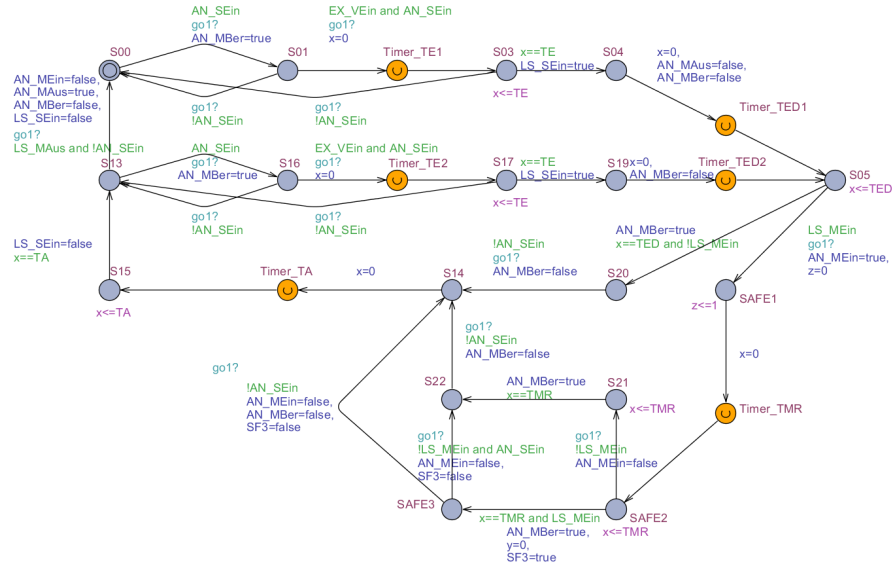 AN_SEin
go1?
AN_MBer=true
EX_VEin and AN_SEin
go1?
x=0
S00
S01
Timer_TE1
S03
x==TE
LS_SEin=true
x<=TE
S04
x=0,
AN_MAus=false,
AN_MBer=false
AN_MEin=false,
AN_MAus=true,
AN_MBer=false,
LS_SEin=false
go1?
LS_MAus and !AN_SEin
go1?
!AN_SEin
go1?
!AN_SEin
Timer_TED1
AN_SEin
go1?
AN_MBer=true
EX_VEin and AN_SEin
go1?
x=0
S13
S16
Timer_TE2
S17
x==TE
LS_SEin=true
x<=TE
S19
x=0,
AN_MBer=false
Timer_TED2
S05
x<=TED
go1?
!AN_SEin
go1?
!AN_SEin
AN_MBer=true
x==TED and !LS_MEin
LS_MEin
go1?
AN_MEin=true,
z=0
LS_SEin=false
x==TA
S15
x<=TA
Timer_TA
x=0
S14
!AN_SEin
go1?
AN_MBer=false
S20
SAFE1
z<=1
x=0
go1?
!AN_SEin
AN_MBer=false
go1?
!AN_SEin
AN_MEin=false,
AN_MBer=false,
SF3=false
S22
AN_MBer=true
x==TMR
S21
x<=TMR
Timer_TMR
go1?
!LS_MEin and AN_SEin
AN_MEin=false,
SF3=false
go1?
!LS_MEin
AN_MEin=false
SAFE3
x==TMR and LS_MEin
AN_MBer=true,
y=0,
SF3=true
SAFE2
x<=TMR